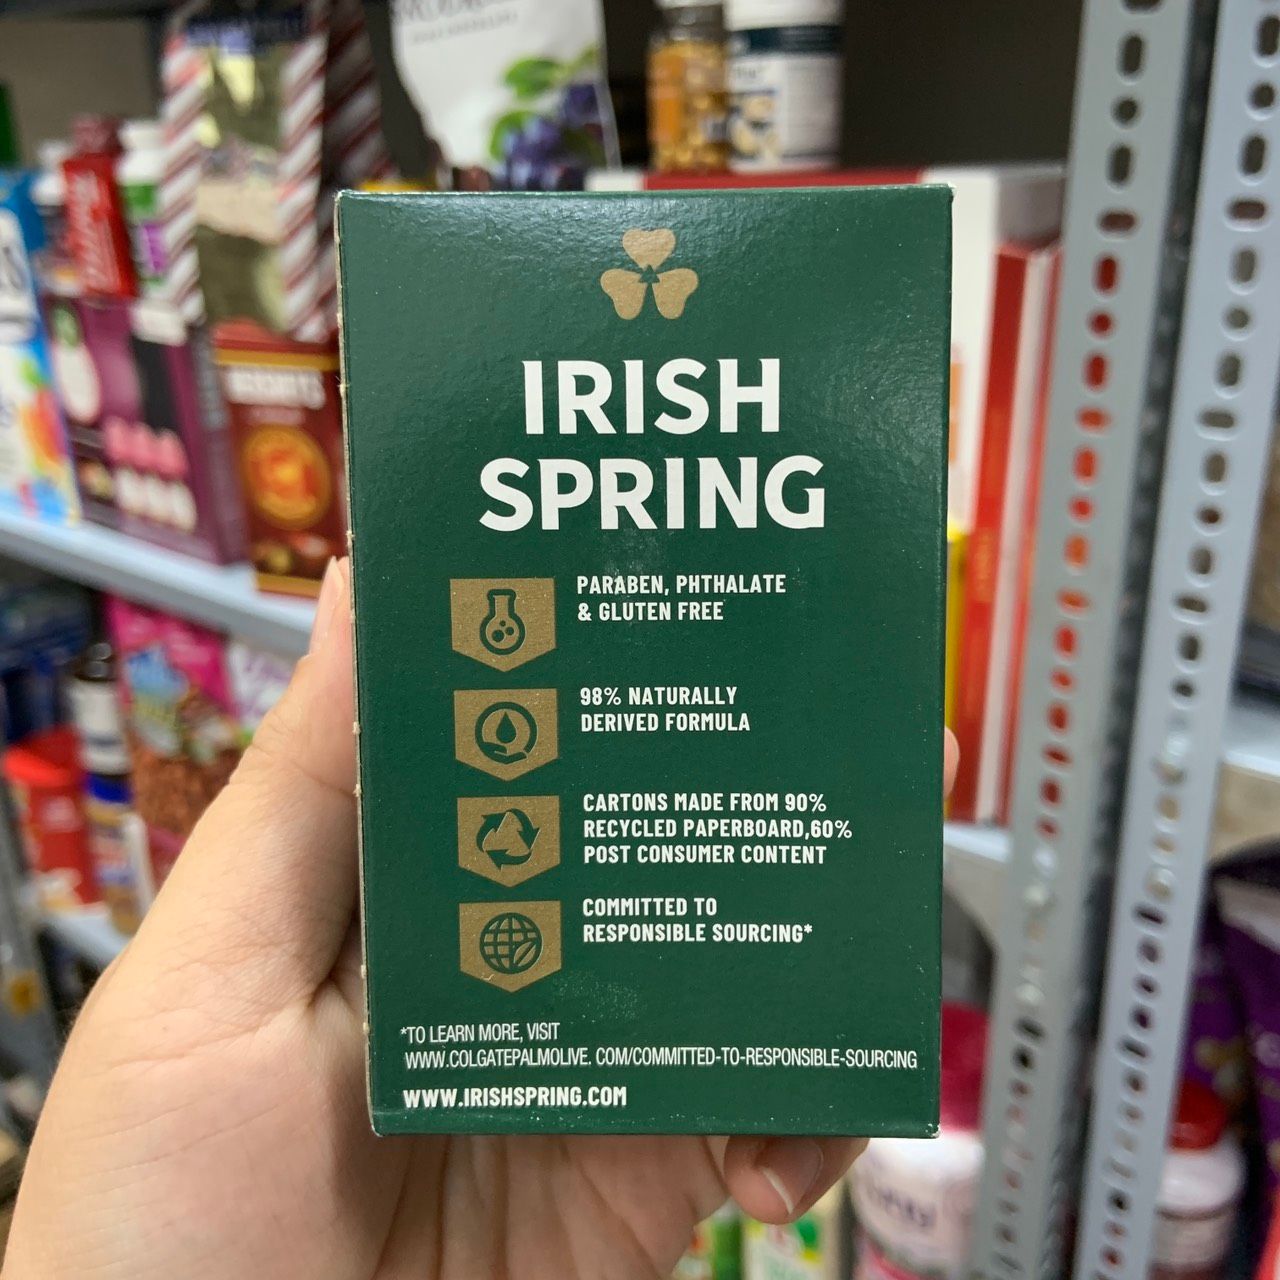 IRISH
SPRING
PARABEN, PHTHALATE
& GLUTEN FREE
98% NATURALLY
DERIVED FORMULA
CARTONS MADE FROM 90%
RECYCLED PAPERBOARD,60%
POST CONSUMER CONTENT
COMMITTED TO
RESPONSIBLE SOURCING*
*TO LEARN MORE, VISIT
WWW.COLGATEPALMOLIVE. COM/COMMITTED-TO-RESPONSIBLE-SOURCING
WWW.IRISHSPRING.COM
HERSHEY'S